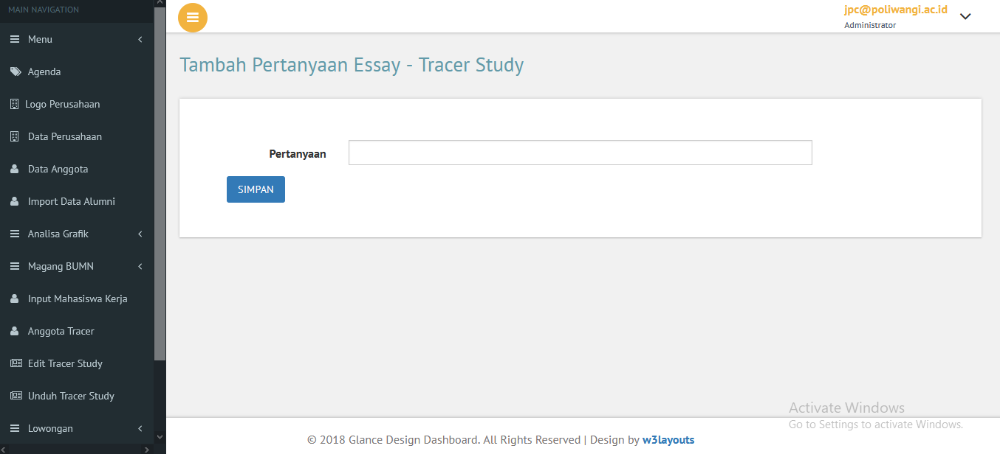 MAIN NAVIGATION
Menu
Agenda
Logo Perusahaan
Data Perusahaan
Data Anggota
Import Data Alumni
Analisa Grafik
Magang BUMN
Input Mahasiswa Kerja
Anggota Tracer
Edit Tracer Study
Unduh Tracer Study
Lowongan
jpc@poliwangi.ac.id
Administrator
Tambah Pertanyaan Essay - Tracer Study
Pertanyaan
SIMPAN
Activate Windows
Go to Settings to activate Windows.
© 2018 Glance Design Dashboard. All Rights Reserved | Design by w3layouts